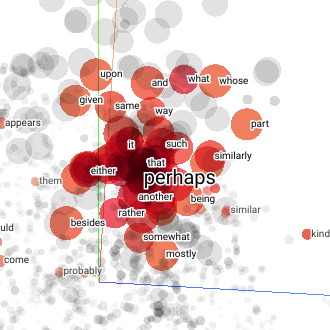 upon
and
what
whose
given
same
way
appears
part
it
such
that
similarly
either
them
perhaps
another
being
rather
similar
besides
uld
somewhat
kind
mostly
come
probably